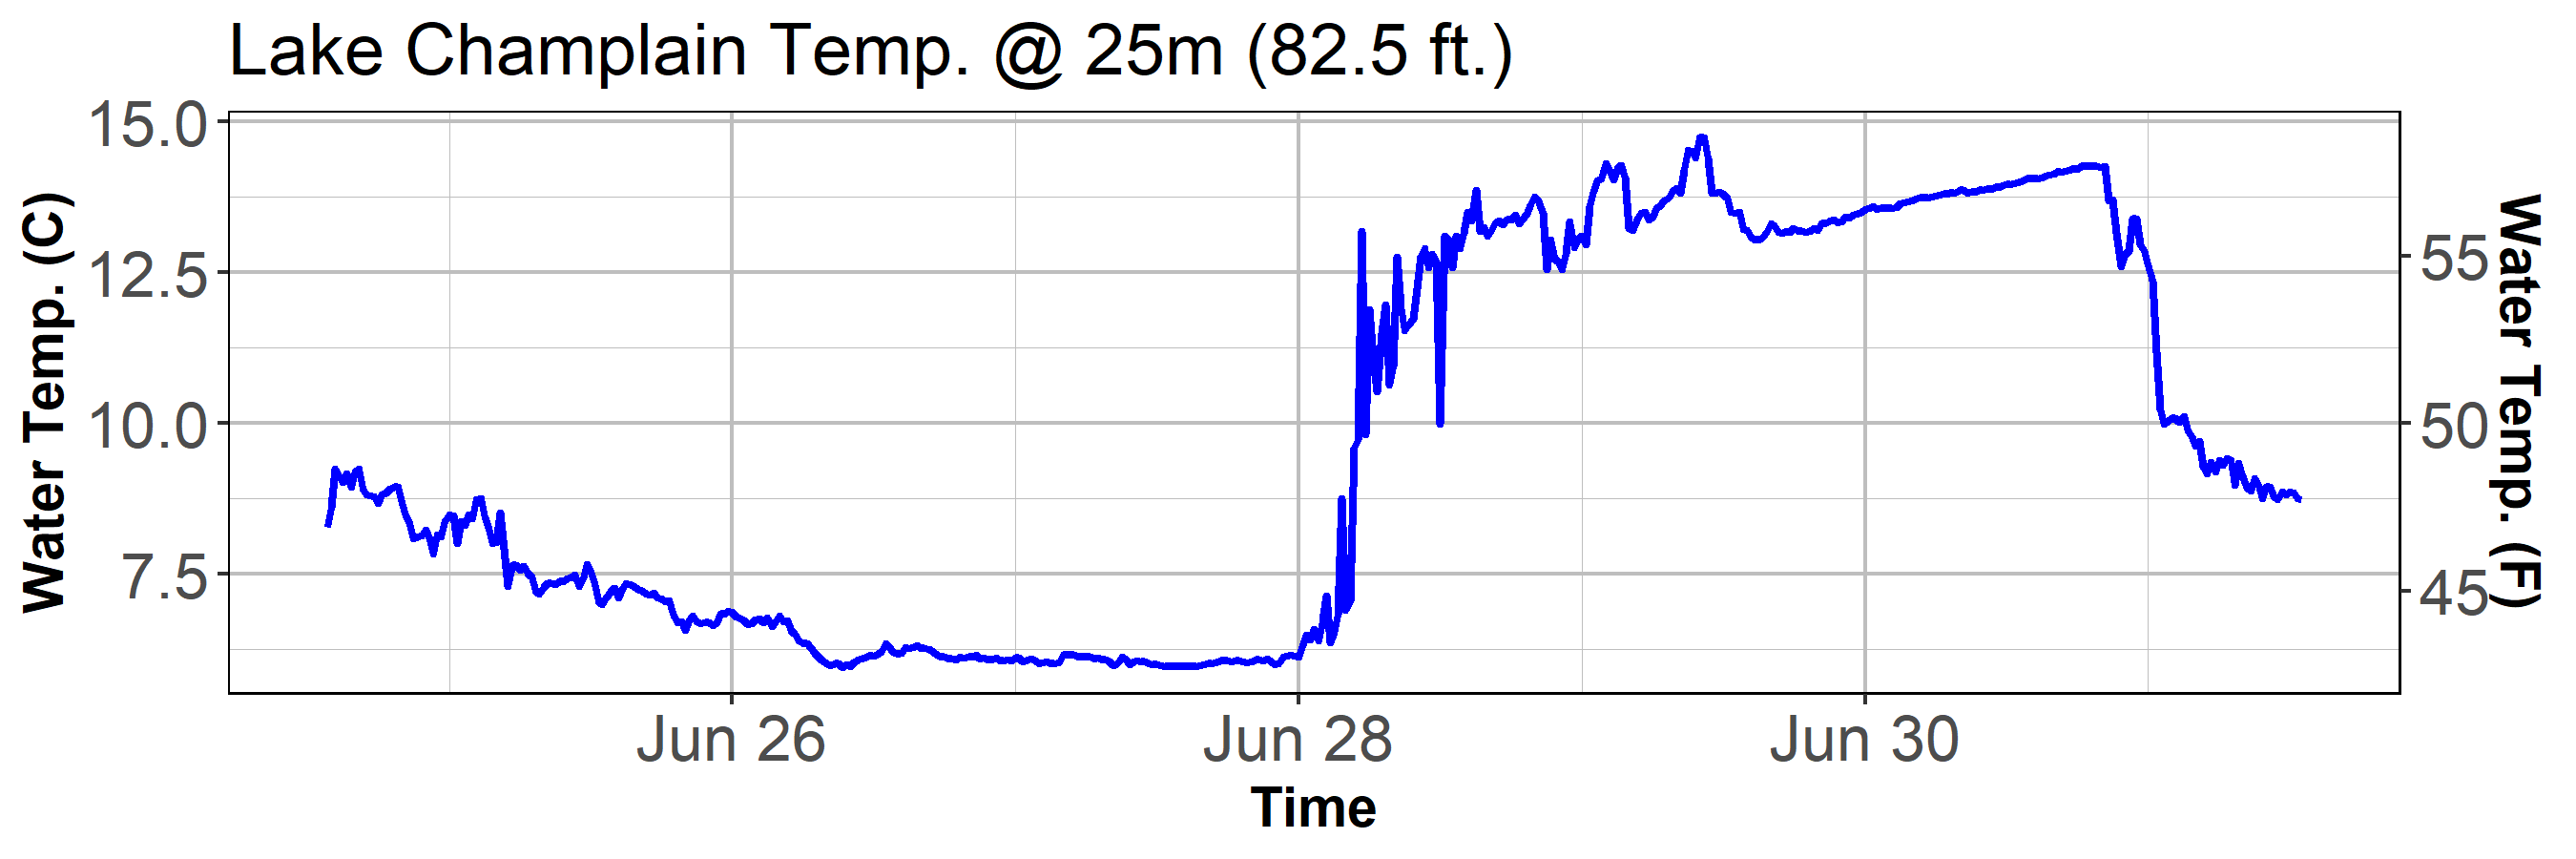 Lake Champlain Temp. @ 25m (82.5 ft.)
Water Temp. (C)
15.0
12.5
10.0
7.5
55
50
45
Water Temp. (F)
Jun 26 Jun 28 Jun 30
Time